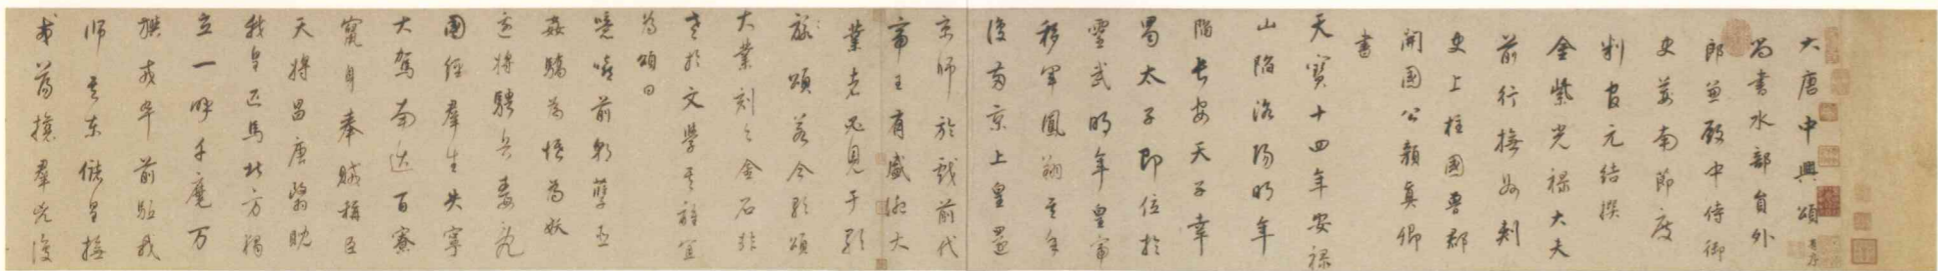 大唐中興頌有序
尚書水部員外
郎兼殿中侍御
史荊南節度
判官元結撰
金紫光祿大夫
前行撫州刺
史上柱國魯郡
開國公顏真卿
書
天寶十四年安祿
山陷洛陽明年
陷長安天子幸
蜀太子即位於
靈武明年皇帝
移軍鳳翔其年
復兩京上皇還
京師於戲前代
帝王有盛德大
業者必見于歌
頌若今歌頌
大業刻之金石非
老於文學其誰宜
為頌曰
噫嘻前朝孽臣
姦驕為惛為妖
邊將騁兵毒亂
國經羣生失寧
大駕南巡百寮
竄身奉賊稱臣
天將昌唐繄睨
我皇匹馬北方獨
立一呼千麾万
旟戎卒前驅我
師其東儲皇撫
戎蕩攘羣兇復